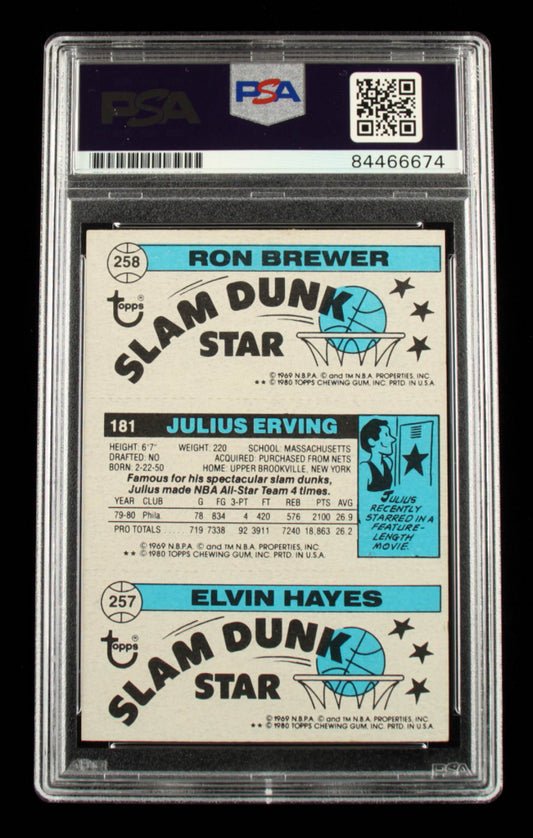 PSA
PSA
84466674
258 RON BREWER
Topps®
SLAM DUNK
STAR
© 1969 N.B.P.A. © and TM N.B.A. PROPERTIES, INC.
★★ © 1980 TOPPS CHEWING GUM, INC. PRTD. IN U.S.A.
181 JULIUS ERVING
HEIGHT: 6'7" WEIGHT: 220 SCHOOL: MASSACHUSETTS
DRAFTED: NO ACQUIRED: PURCHASED FROM NETS
BORN: 2-22-50 HOME: UPPER BROOKVILLE, NEW YORK
Famous for his spectacular slam dunks,
Julius made NBA All-Star Team 4 times.
YEAR CLUB G FG 3-PT FT REB PTS AVG
79-80 Phila. 78 834 4 420 576 2100 26.9
PRO TOTALS 719 7338 92 3911 7240 18,863 26.2
© 1969 N.B.P.A. © and TM N.B.A. PROPERTIES, INC.
★★ © 1980 TOPPS CHEWING GUM, INC. PRTD. IN U.S.A.
JULIUS
RECENTLY
STARRED IN A
FEATURE-
LENGTH
MOVIE.
257 ELVIN HAYES
Topps®
SLAM DUNK
STAR
© 1969 N.B.P.A. © and TM N.B.A. PROPERTIES, INC.
★★ © 1980 TOPPS CHEWING GUM, INC. PRTD. IN U.S.A.
PSA